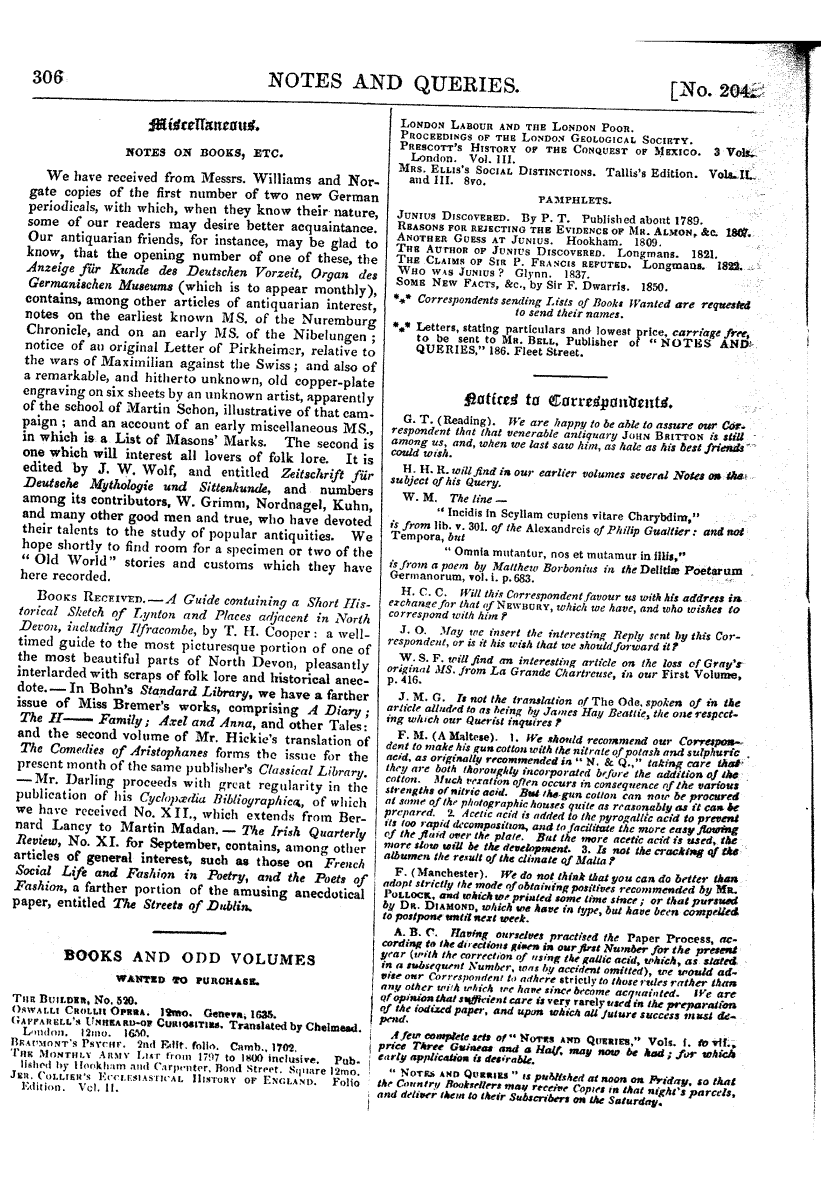 306
NOTES AND QUERIES.
[No. 204.
Miscellaneous.
NOTES ON BOOKS, ETC.
We have received from Messrs. Williams and Nor-
gate copies of the first number of two new German
periodicals, with which, when they know their nature,
some of our readers may desire better acquaintance.
Our antiquarian friends, for instance, may be glad to
know, that the opening number of one of these, the
Anzeige für Kunde des Deutschen Vorzeit, Organ des
Germanischen Museums (which is to appear monthly),
contains, among other articles of antiquarian interest,
notes on the earliest known MS. of the Nuremburg
Chronicle, and on an early MS. of the Nibelungen ;
notice of an original Letter of Pirkheimer, relative to
the wars of Maximilian against the Swiss ; and also of
a remarkable, and hitherto unknown, old copper-plate
engraving on six sheets by an unknown artist, apparently
of the school of Martin Schon, illustrative of that cam-
paign ; and an account of an early miscellaneous MS.,
in which is a List of Masons' Marks. The second is
one which will interest all lovers of folk lore. It is
edited by J. W. Wolf, and entitled Zeitschrift für
Deutsche Mythologie und Sittenkunde, and numbers
among its contributors, W. Grimm, Nordnagel, Kuhn,
and many other good men and true, who have devoted
their talents to the study of popular antiquities. We
hope shortly to find room for a specimen or two of the
" Old World" stories and customs which they have
here recorded.
BOOKS RECEIVED. — A Guide containing a Short His-
torical Sketch of Lynton and Places adjacent in North
Devon, including Ilfracombe, by T. H. Cooper : a well-
timed guide to the most picturesque portion of one of
the most beautiful parts of North Devon, pleasantly
interlarded with scraps of folk lore and historical anec-
dote. — In Bohn's Standard Library, we have a farther
issue of Miss Bremer's works, comprising A Diary ;
The H—— Family ; Axel and Anna, and other Tales:
and the second volume of Mr. Hickie's translation of
The Comedies of Aristophanes forms the issue for the
present month of the same publisher's Classical Library.
— Mr. Darling proceeds with great regularity in the
publication of his Cyclopædia Bibliographica, of which
we have received No. XII., which extends from Ber-
nard Lancy to Martin Madan. — The Irish Quarterly
Review, No. XI. for September, contains, among other
articles of general interest, such as those on French
Social Life and Fashion in Poetry, and the Poets of
Fashion, a farther portion of the amusing anecdotical
paper, entitled The Streets of Dublin.
BOOKS AND ODD VOLUMES
WANTED TO PURCHASE.
THE BUILDER, No. 520.
OSWALLI CROLLII OPERA. 12mo. Geneva, 1635.
GAFFARELL'S UNHEARD-OF CURIOSITIES. Translated by Chelmead.
London. 12mo. 1650.
BEAUMONT'S PSYCHE. 2nd Edit. folio. Camb., 1702.
THE MONTHLY ARMY LIST from 1797 to 1800 inclusive. Pub-
lished by Hookham and Carpenter, Bond Street. Square 12mo.
JER. COLLIER'S ECCLESIASTICAL HISTORY OF ENGLAND. Folio
Edition. Vol. II.
LONDON LABOUR AND THE LONDON POOR.
PROCEEDINGS OF THE LONDON GEOLOGICAL SOCIETY.
PRESCOTT'S HISTORY OF THE CONQUEST OF MEXICO. 3 Vols.
London. Vol. III.
MRS. ELLIS'S SOCIAL DISTINCTIONS. Tallis's Edition. Vols. II.
and III. 8vo.
PAMPHLETS.
JUNIUS DISCOVERED. By P. T. Published about 1789.
REASONS FOR REJECTING THE EVIDENCE OF MR. ALMON, &c. 1807.
ANOTHER GUESS AT JUNIUS. Hookham. 1809.
THE AUTHOR OF JUNIUS DISCOVERED. Longmans. 1821.
THE CLAIMS OF SIR P. FRANCIS REFUTED. Longmans. 1822.
WHO WAS JUNIUS ? Glynn. 1837.
SOME NEW FACTS, &c., by Sir F. Dwarris. 1850.
*** Correspondents sending Lists of Books Wanted are requested
to send their names.
*** Letters, stating particulars and lowest price, carriage free,
to be sent to MR. BELL, Publisher of " NOTES AND
QUERIES," 186. Fleet Street.
Notices to Correspondents.
G. T. (Reading). We are happy to be able to assure our Cor-
respondent that that venerable antiquary JOHN BRITTON is still
among us, and, when we last saw him, as hale as his best friends
could wish.
H. H. R. will find in our earlier volumes several Notes on the
subject of his Query.
W. M. The line —
" Incidis in Scyllam cupiens vitare Charybdim,"
is from lib. v. 301. of the Alexandreis of Philip Gualtier : and not
Tempora, but
" Omnia mutantur, nos et mutamur in illis,"
is from a poem by Matthew Borbonius in the Delitiæ Poetarum
Germanorum, vol. i. p. 683.
H. C. C. Will this Correspondent favour us with his address in
exchange for that of NEWBURY, which we have, and who wishes to
correspond with him ?
J. O. May we insert the interesting Reply sent by this Cor-
respondent, or is it his wish that we should forward it ?
W. S. F. will find an interesting article on the loss of Gray's
original MS. from La Grande Chartreuse, in our First Volume,
p. 416.
J. M. G. Is not the translation of The Ode, spoken of in the
article alluded to as being by James Hay Beattie, the one respect-
ing which our Querist inquires ?
F. M. (A Maltese). 1. We should recommend our Correspon-
dent to make his gun cotton with the nitrate of potash and sulphuric
acid, as originally recommended in " N. & Q.," taking care that
they are both thoroughly incorporated before the addition of the
cotton. Much vexation often occurs in consequence of the various
strengths of nitric acid. But the gun cotton can now be procured
at some of the photographic houses quite as reasonably as it can be
prepared. 2. Acetic acid is added to the pyrogallic acid to prevent
its too rapid decomposition, and to facilitate the more easy flowing
of the fluid over the plate. But the more acetic acid is used, the
more slow will be the development. 3. Is not the cracking of the
albumen the result of the climate of Malta ?
F. (Manchester). We do not think that you can do better than
adopt strictly the mode of obtaining positives recommended by MR.
POLLOCK, and which we printed some time since ; or that pursued
by DR. DIAMOND, which we have in type, but have been compelled
to postpone until next week.
A. B. C. Having ourselves practised the Paper Process, ac-
cording to the directions given in our first Number for the present
year (with the correction of using the gallic acid, which, as stated
in a subsequent Number, was by accident omitted), we would ad-
vise our Correspondent to adhere strictly to those rules rather than
any other with which we have since become acquainted. We are
of opinion that sufficient care is very rarely used in the preparation
of the iodized paper, and upon which all future success must de-
pend.
A few complete sets of " NOTES AND QUERIES," Vols. i. to vii.,
price Three Guineas and a Half, may now be had ; for which
early application is desirable.
" NOTES AND QUERIES " is published at noon on Friday, so that
the Country Booksellers may receive Copies in that night's parcels,
and deliver them to their Subscribers on the Saturday.